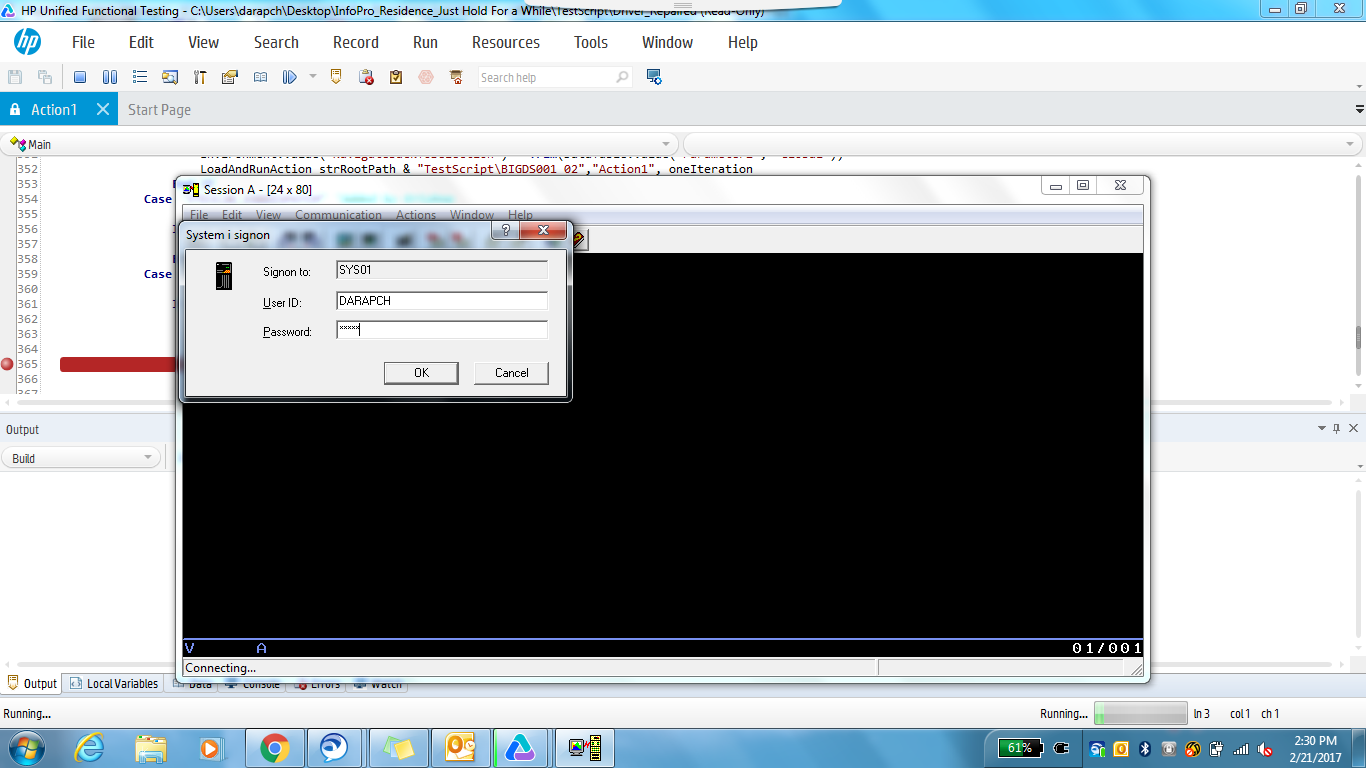 HP Unified Functional Testing - C:\Users\darapch\Desktop\InfoPro_Residence_Just Hold For a While\TestScript\Driver_Repaired (Read-Only)
hp File Edit View Search Record Run Resources Tools Window Help
Search help
Action1 Start Page
Main
352 LoadAndRunAction strRootPath & "TestScript\BIGDS001 02","Action1", oneIteration
353
354 Case
355
356
357
358
359 Case
360
361
362
363
364
365
366
367
Session A - [24 x 80]
File Edit View Communication Actions Window Help
System i signon
?
Signon to: SYS01
User ID: DARAPCH
Password: *****
OK Cancel
V A 01/001
Connecting...
Output
Build
Output Local Variables Data Console Errors Watch
Running... Running... ln 3 col 1 ch 1
61% 2:30 PM
2/21/2017